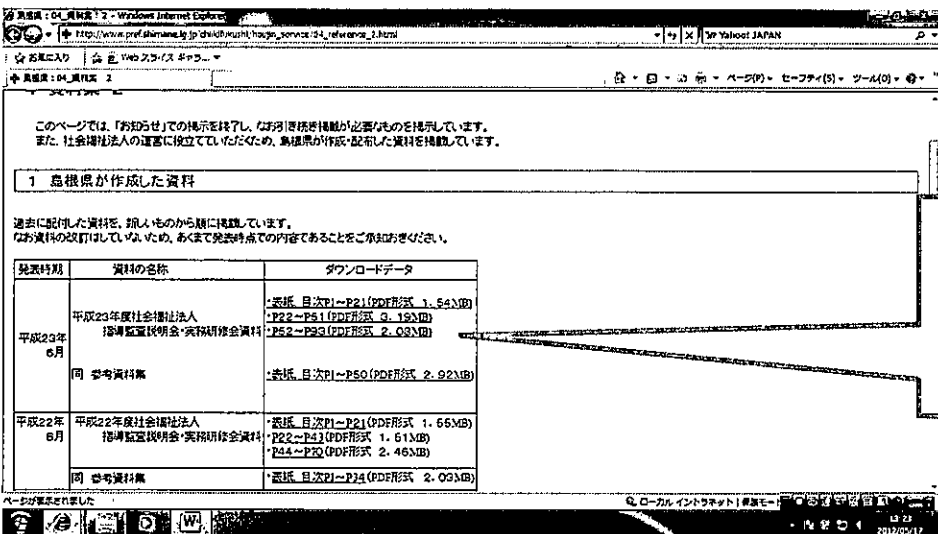 島根県：04_資料集：2 - Windows Internet Explorer
http://www.pref.shimane.lg.jp/child/fukushi/houjin_service/04_reference_2.html
Yahoo! JAPAN
お気に入り
島根県：04_資料集：2
ページ(P) セーフティ(S) ツール(O)
このページでは、「お知らせ」での掲示を終了し、なお引き続き掲載が必要なものを掲示しています。
また、社会福祉法人の運営に役立てていただくため、島根県が作成・配布した資料を掲載しています。
1 島根県が作成した資料
過去に配付した資料を、新しいものから順に掲載しています。
なお資料の改訂はしていないため、あくまで発表時点での内容であることをご承知おきください。
発表時期 資料の名称 ダウンロードデータ
平成23年
6月
平成23年度社会福祉法人
指導監査説明会・実務研修会資料
・表紙、目次P1～P21(PDF形式 1.54MB)
・P22～P51(PDF形式 3.19MB)
・P52～P93(PDF形式 2.03MB)
同 参考資料集
・表紙、目次P1～P50(PDF形式 2.92MB)
平成22年
6月
平成22年度社会福祉法人
指導監査説明会・実務研修会資料
・表紙、目次P1～P21(PDF形式 1.55MB)
・P22～P43(PDF形式 1.61MB)
・P44～P70(PDF形式 2.46MB)
同 参考資料集
・表紙、目次P1～P34(PDF形式 2.03MB)
ページが表示されました
ローカル イントラネット | 保護モード
13:23
2012/05/17